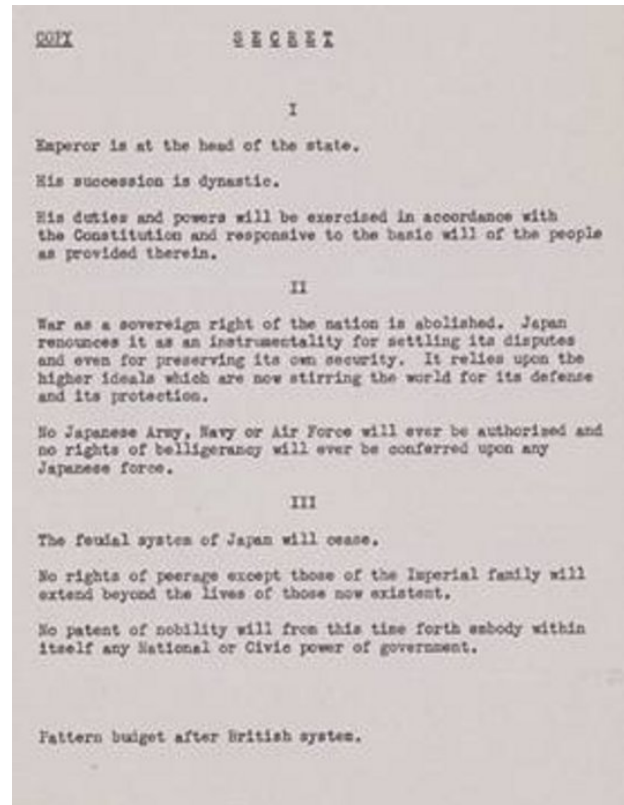 COPY SECRET
I
Emperor is at the head of the state.
His succession is dynastic.
His duties and powers will be exercised in accordance with
the Constitution and responsive to the basic will of the people
as provided therein.
II
War as a sovereign right of the nation is abolished. Japan
renounces it as an instrumentality for settling its disputes
and even for preserving its own security. It relies upon the
higher ideals which are now stirring the world for its defense
and its protection.
No Japanese Army, Navy or Air Force will ever be authorized and
no rights of belligerency will ever be conferred upon any
Japanese force.
III
The feudal system of Japan will cease.
No rights of peerage except those of the Imperial family will
extend beyond the lives of those now existent.
No patent of nobility will from this time forth embody within
itself any National or Civic power of government.
Pattern budget after British system.